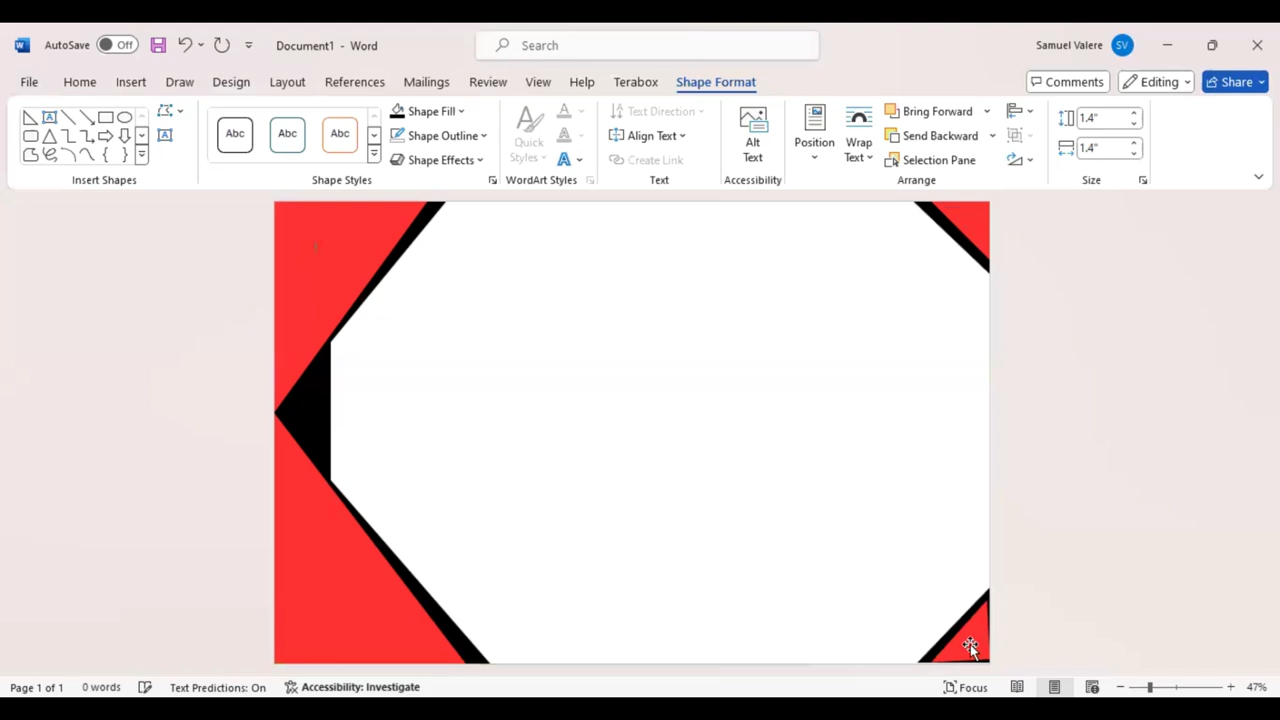 AutoSave Off Document1 - Word Search Samuel Valere SV
File Home Insert Draw Design Layout References Mailings Review View Help Terabox Shape Format Comments Editing Share
Abc Abc Abc
Shape Fill
Shape Outline
Shape Effects
Quick
Styles
A
Text Direction
Align Text
Create Link
Alt
Text
Position
Wrap
Text
Bring Forward
Send Backward
Selection Pane
1.4"
1.4"
Insert Shapes Shape Styles WordArt Styles Text Accessibility Arrange Size
Page 1 of 1 0 words Text Predictions: On Accessibility: Investigate Focus 47%